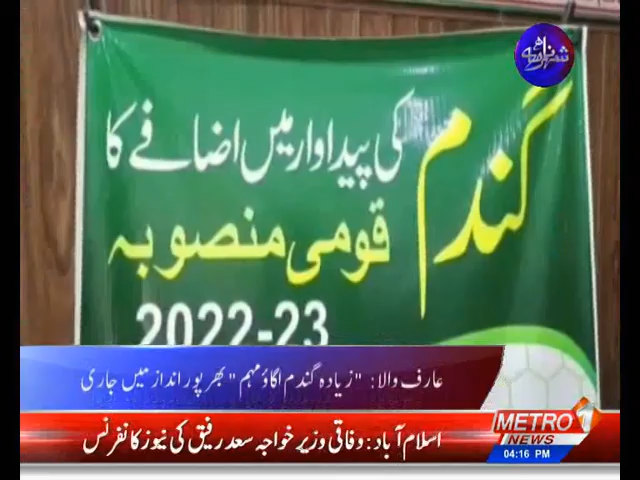 گندم کی پیداوار میں اضافے کا
قومی منصوبہ
2022-23
عارف والا: "زیادہ گندم اگاؤ مہم" بھرپور انداز میں جاری
اسلام آباد: وفاقی وزیر خواجہ سعد رفیق کی نیوز کانفرنس
METRO 1
NEWS
04:16 PM